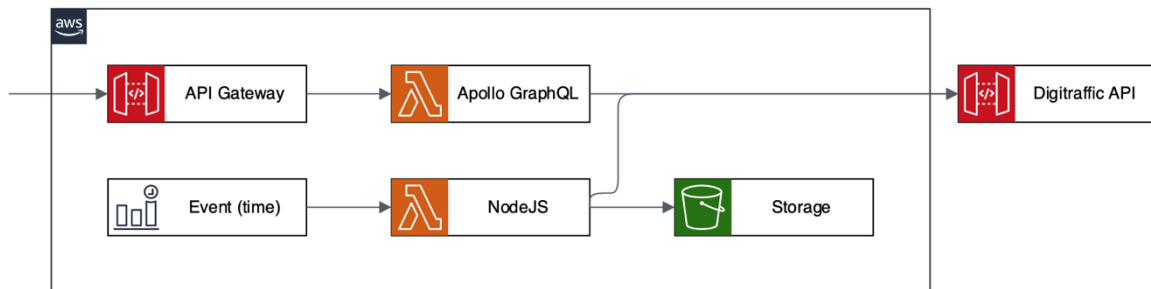 aws
API Gateway
Apollo GraphQL
Digitraffic API
Event (time)
NodeJS
Storage